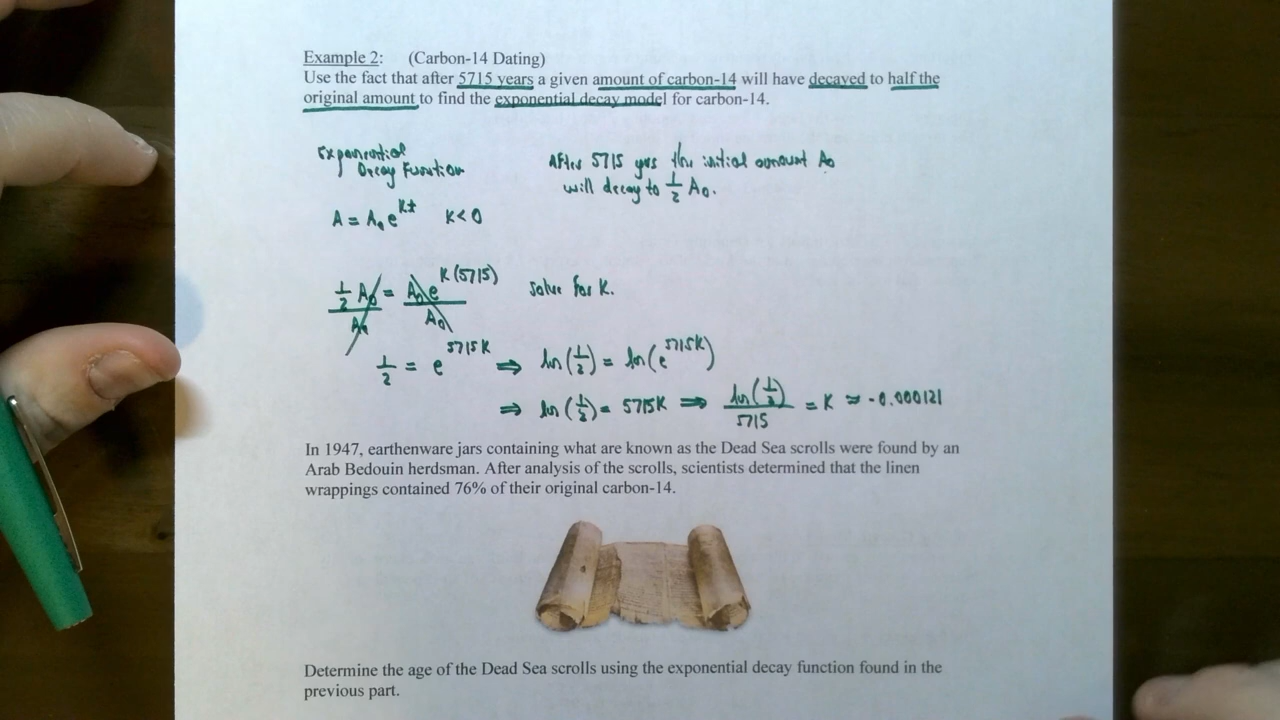 Example 2: (Carbon-14 Dating)
Use the fact that after 5715 years a given amount of carbon-14 will have decayed to half the
original amount to find the exponential decay model for carbon-14.
Exponential
Decay Function
After 5715 yrs the initial amount A₀
will decay to 1/2 A₀.
A = A₀e^(kt) K<0
(1/2 A₀)/A₀ = (A₀e^(K(5715)))/A₀ solve for K.
1/2 = e^(5715K) ⇒ ln(1/2) = ln(e^(5715K))
⇒ ln(1/2) = 5715K ⇒ ln(1/2)/5715 = K ≈ -0.000121
In 1947, earthenware jars containing what are known as the Dead Sea scrolls were found by an
Arab Bedouin herdsman. After analysis of the scrolls, scientists determined that the linen
wrappings contained 76% of their original carbon-14.
Determine the age of the Dead Sea scrolls using the exponential decay function found in the
previous part.